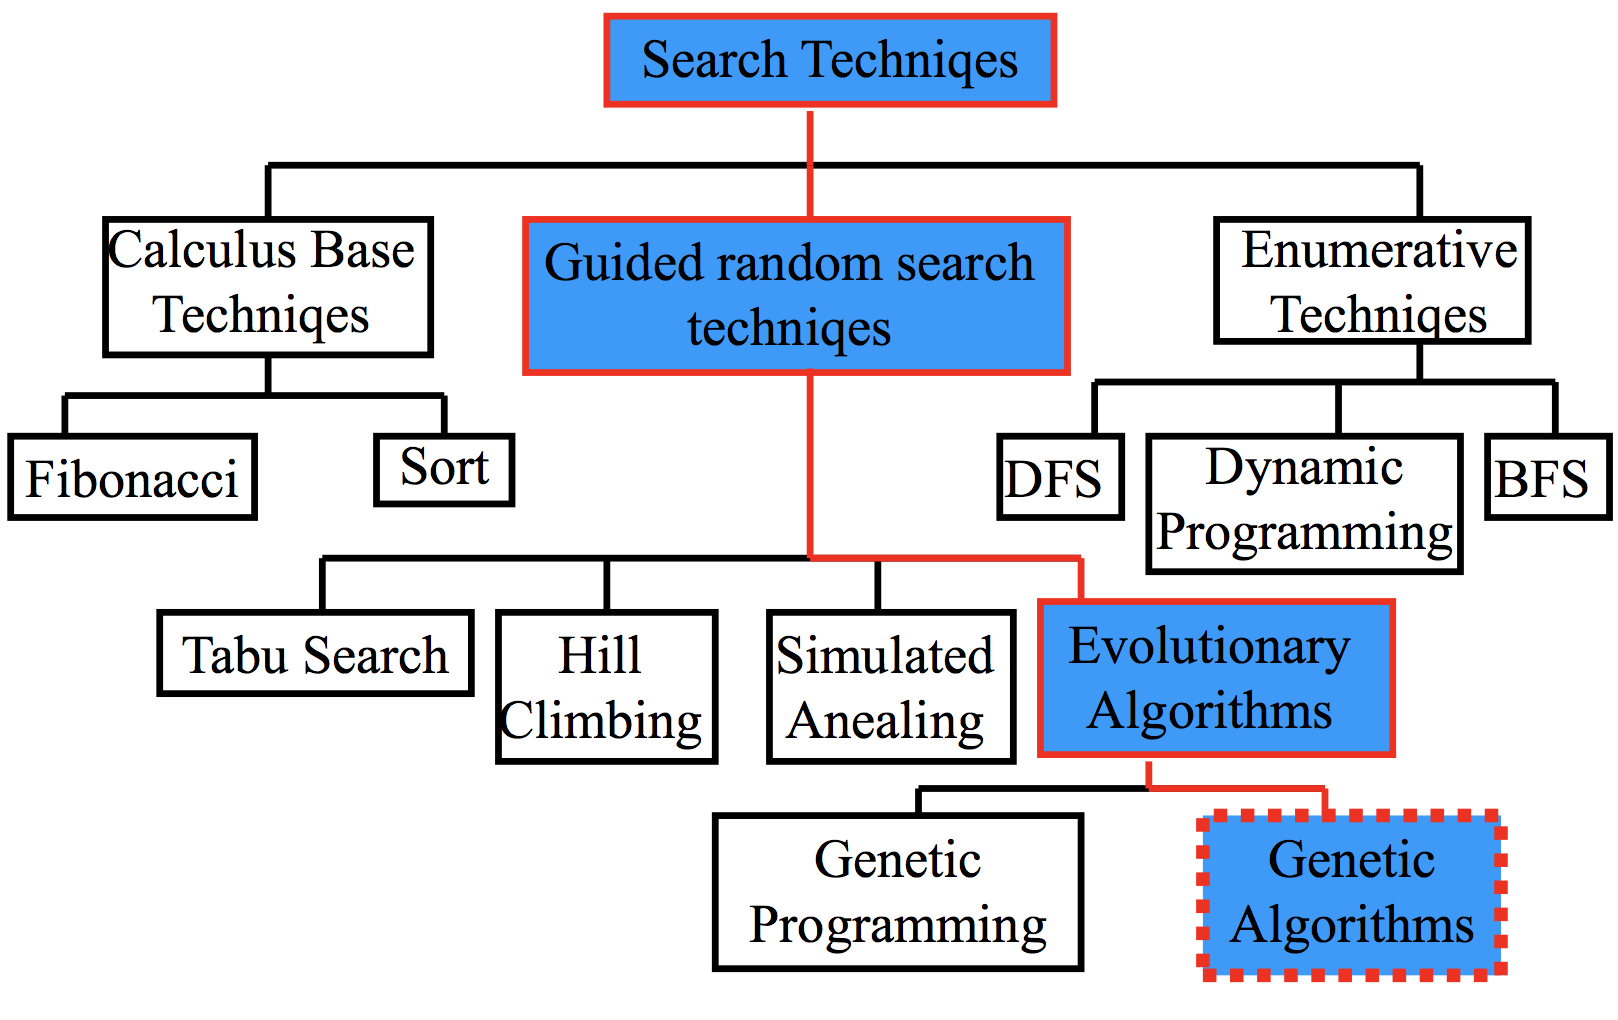 Search Techniqes
Calculus Base
Techniqes
Guided random search
techniqes
Enumerative
Techniqes
Fibonacci
Sort
DFS
Dynamic
Programming
BFS
Tabu Search
Hill
Climbing
Simulated
Anealing
Evolutionary
Algorithms
Genetic
Programming
Genetic
Algorithms